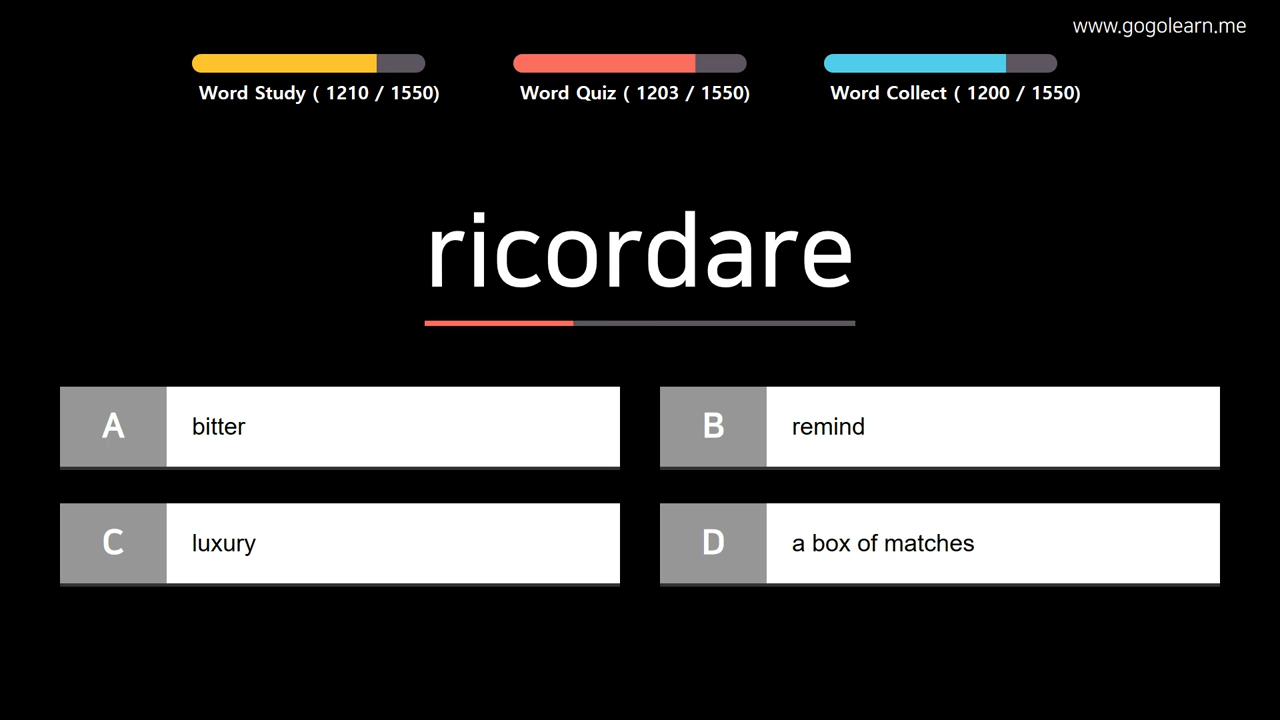 www.gogolearn.me
Word Study ( 1210 / 1550)
Word Quiz ( 1203 / 1550)
Word Collect ( 1200 / 1550)
ricordare
A bitter
B remind
C luxury
D a box of matches